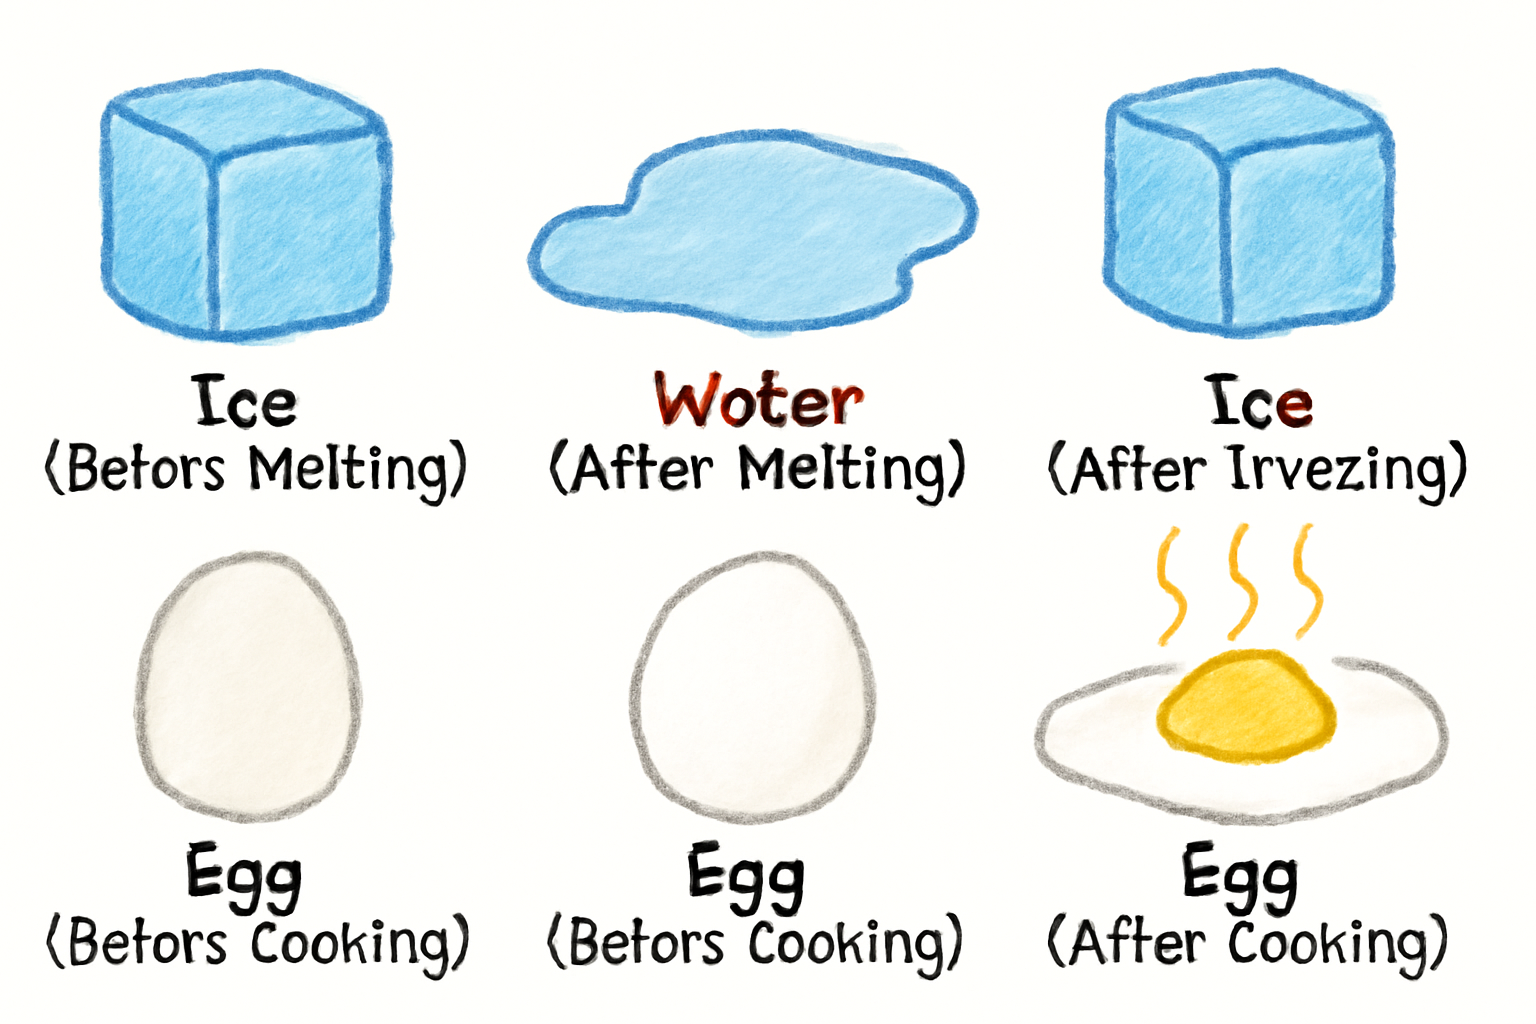 Ice
(Betors Melting)
Woter
(After Melting)
Ice
(After Irvezing)
Egg
(Betors Cooking)
Egg
(Betors Cooking)
Egg
(After Cooking)